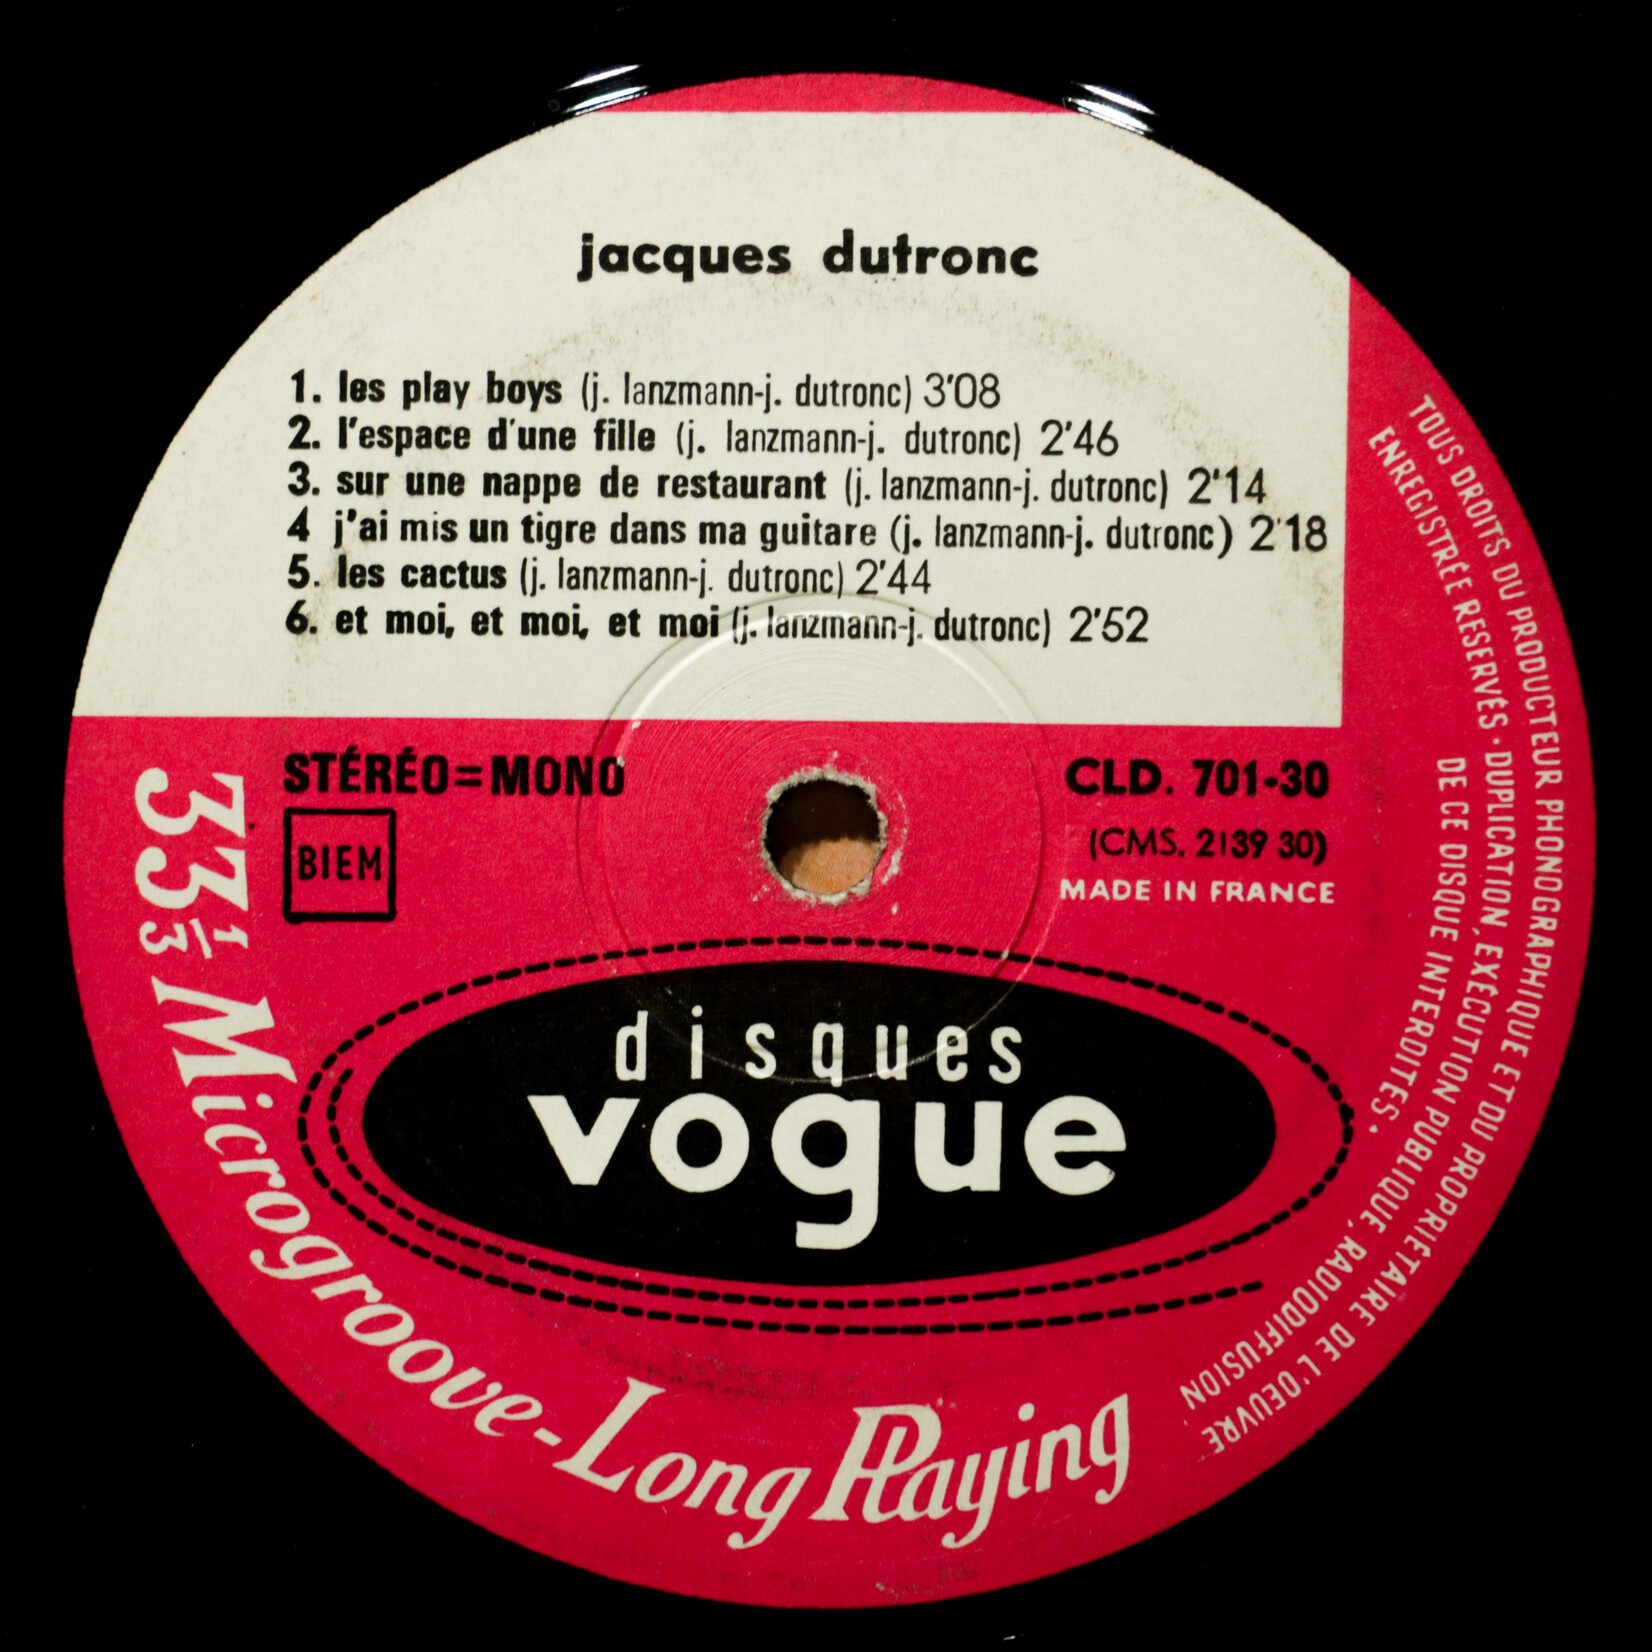 jacques dutronc
1. les play boys (j. lanzmann-j. dutronc) 3'08
2. l'espace d'une fille (j. lanzmann-j. dutronc) 2'46
3. sur une nappe de restaurant (j. lanzmann-j. dutronc) 2'14
4 j'ai mis un tigre dans ma guitare (j. lanzmann-j. dutronc) 2'18
5. les cactus (j. lanzmann-j. dutronc) 2'44
6. et moi, et moi, et moi (j. lanzmann-j. dutronc) 2'52
STÉRÉO=MONO
BIEM
CLD. 701-30
(CMS. 2139 30)
MADE IN FRANCE
disques
vogue
33 1/3 Microgroove-Long Playing
TOUS DROITS DU PRODUCTEUR PHONOGRAPHIQUE ET DU PROPRIETAIRE DE L'OEUVRE
ENREGISTRÉE RESERVÉS · DUPLICATION, EXÉCUTION PUBLIQUE, RADIODIFFUSION
DE CE DISQUE INTERDITES.